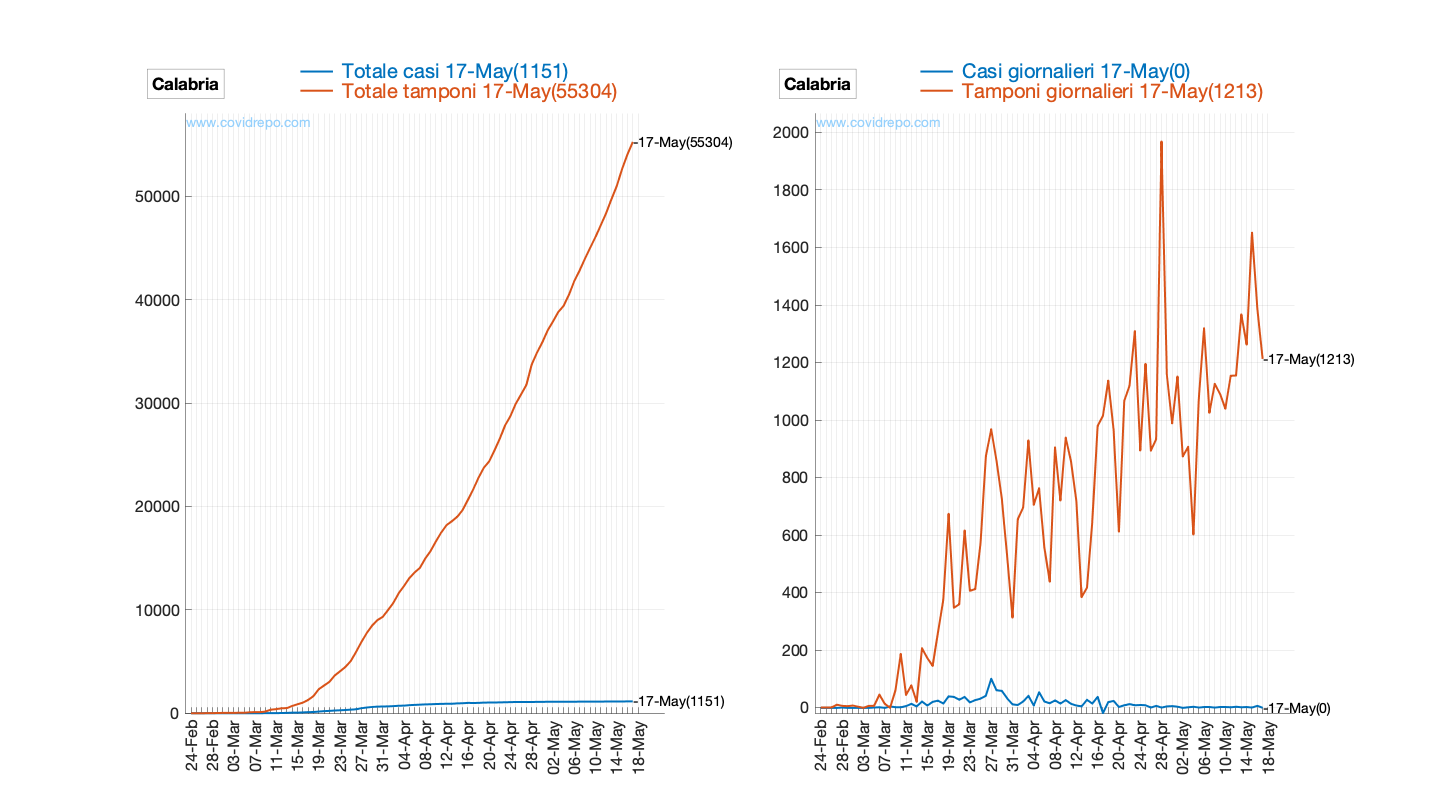 Calabria
Totale casi 17-May(1151)
Totale tamponi 17-May(55304)
www.covidrepo.com
-17-May(55304)
50000
40000
30000
20000
10000
0
-17-May(1151)
24-Feb
28-Feb
03-Mar
07-Mar
11-Mar
15-Mar
19-Mar
23-Mar
27-Mar
31-Mar
04-Apr
08-Apr
12-Apr
16-Apr
20-Apr
24-Apr
28-Apr
02-May
06-May
10-May
14-May
18-May
Calabria
Casi giornalieri 17-May(0)
Tamponi giornalieri 17-May(1213)
www.covidrepo.com
2000
1800
1600
1400
1200
1000
800
600
400
200
0
-17-May(1213)
-17-May(0)
24-Feb
28-Feb
03-Mar
07-Mar
11-Mar
15-Mar
19-Mar
23-Mar
27-Mar
31-Mar
04-Apr
08-Apr
12-Apr
16-Apr
20-Apr
24-Apr
28-Apr
02-May
06-May
10-May
14-May
18-May